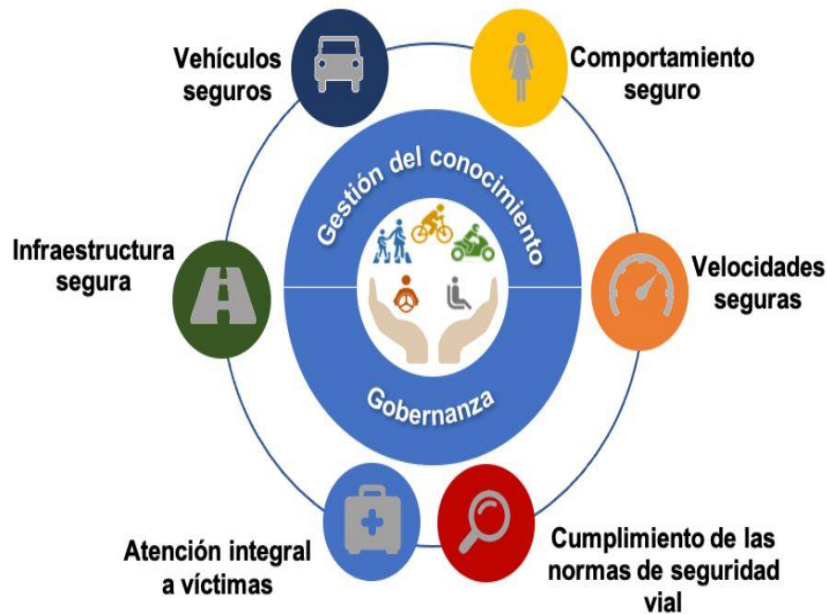 Vehículos
seguros
Comportamiento
seguro
Gestión del conocimiento
Infraestructura
segura
Velocidades
seguras
Gobernanza
Atención integral
a víctimas
Cumplimiento de las
normas de seguridad
vial